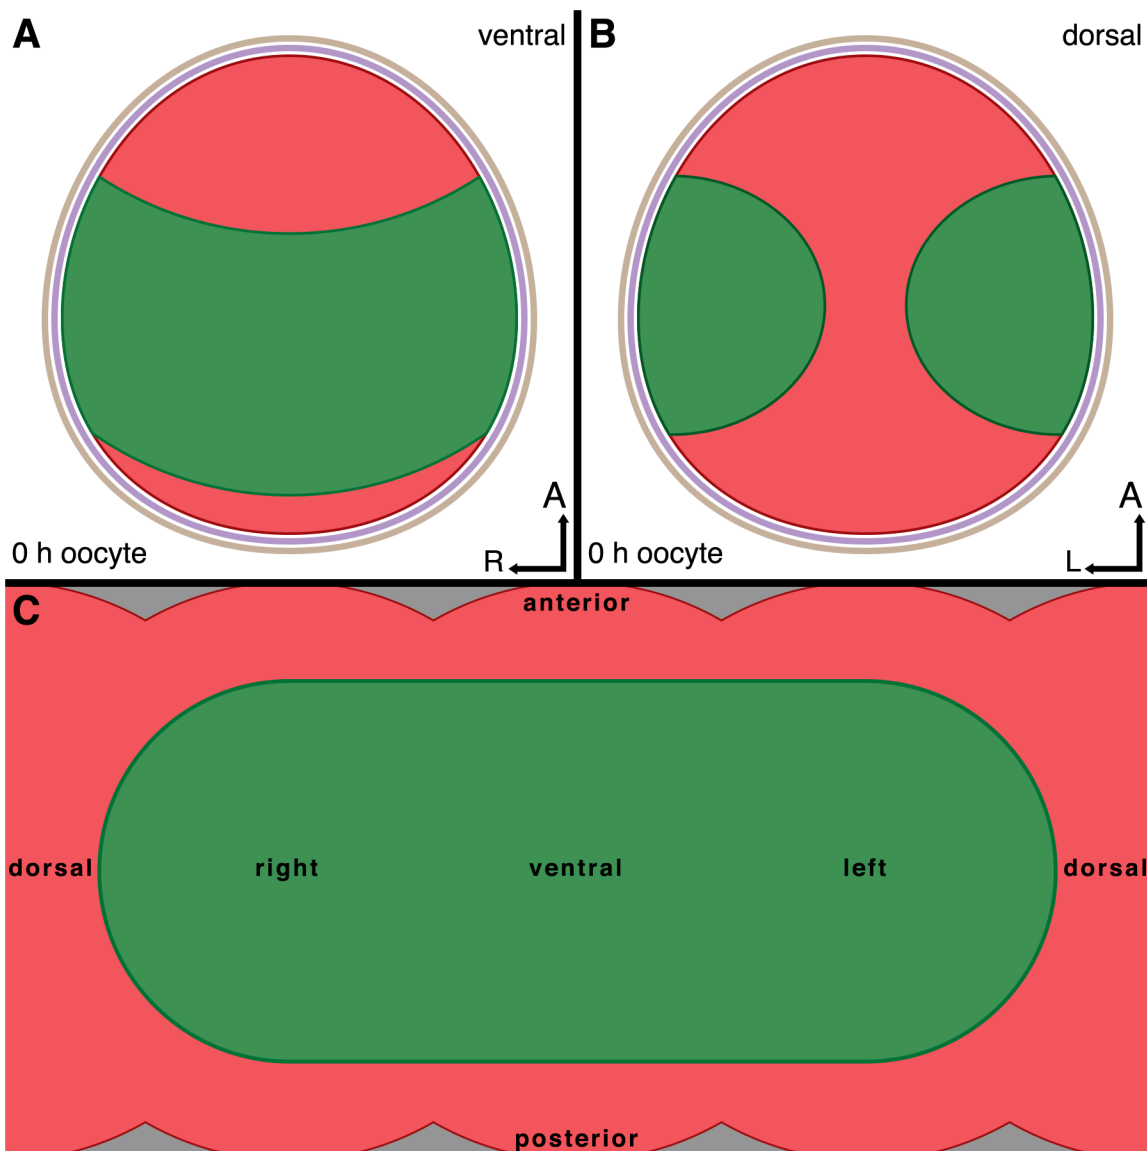 A
ventral
A
R
0 h oocyte
B
dorsal
A
L
0 h oocyte
C
anterior
dorsal
right
ventral
left
dorsal
posterior